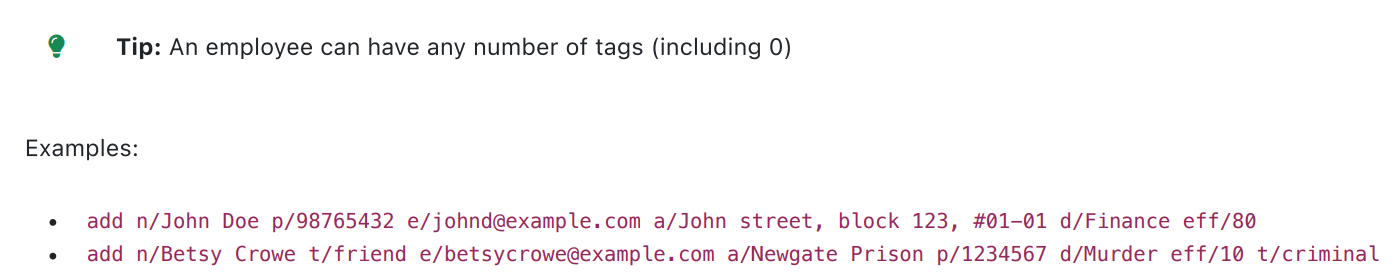 Tip: An employee can have any number of tags (including 0)
Examples:
• add n/John Doe p/98765432 e/johnd@example.com a/John street, block 123, #01-01 d/Finance eff/80
• add n/Betsy Crowe t/friend e/betsycrowe@example.com a/Newgate Prison p/1234567 d/Murder eff/10 t/criminal